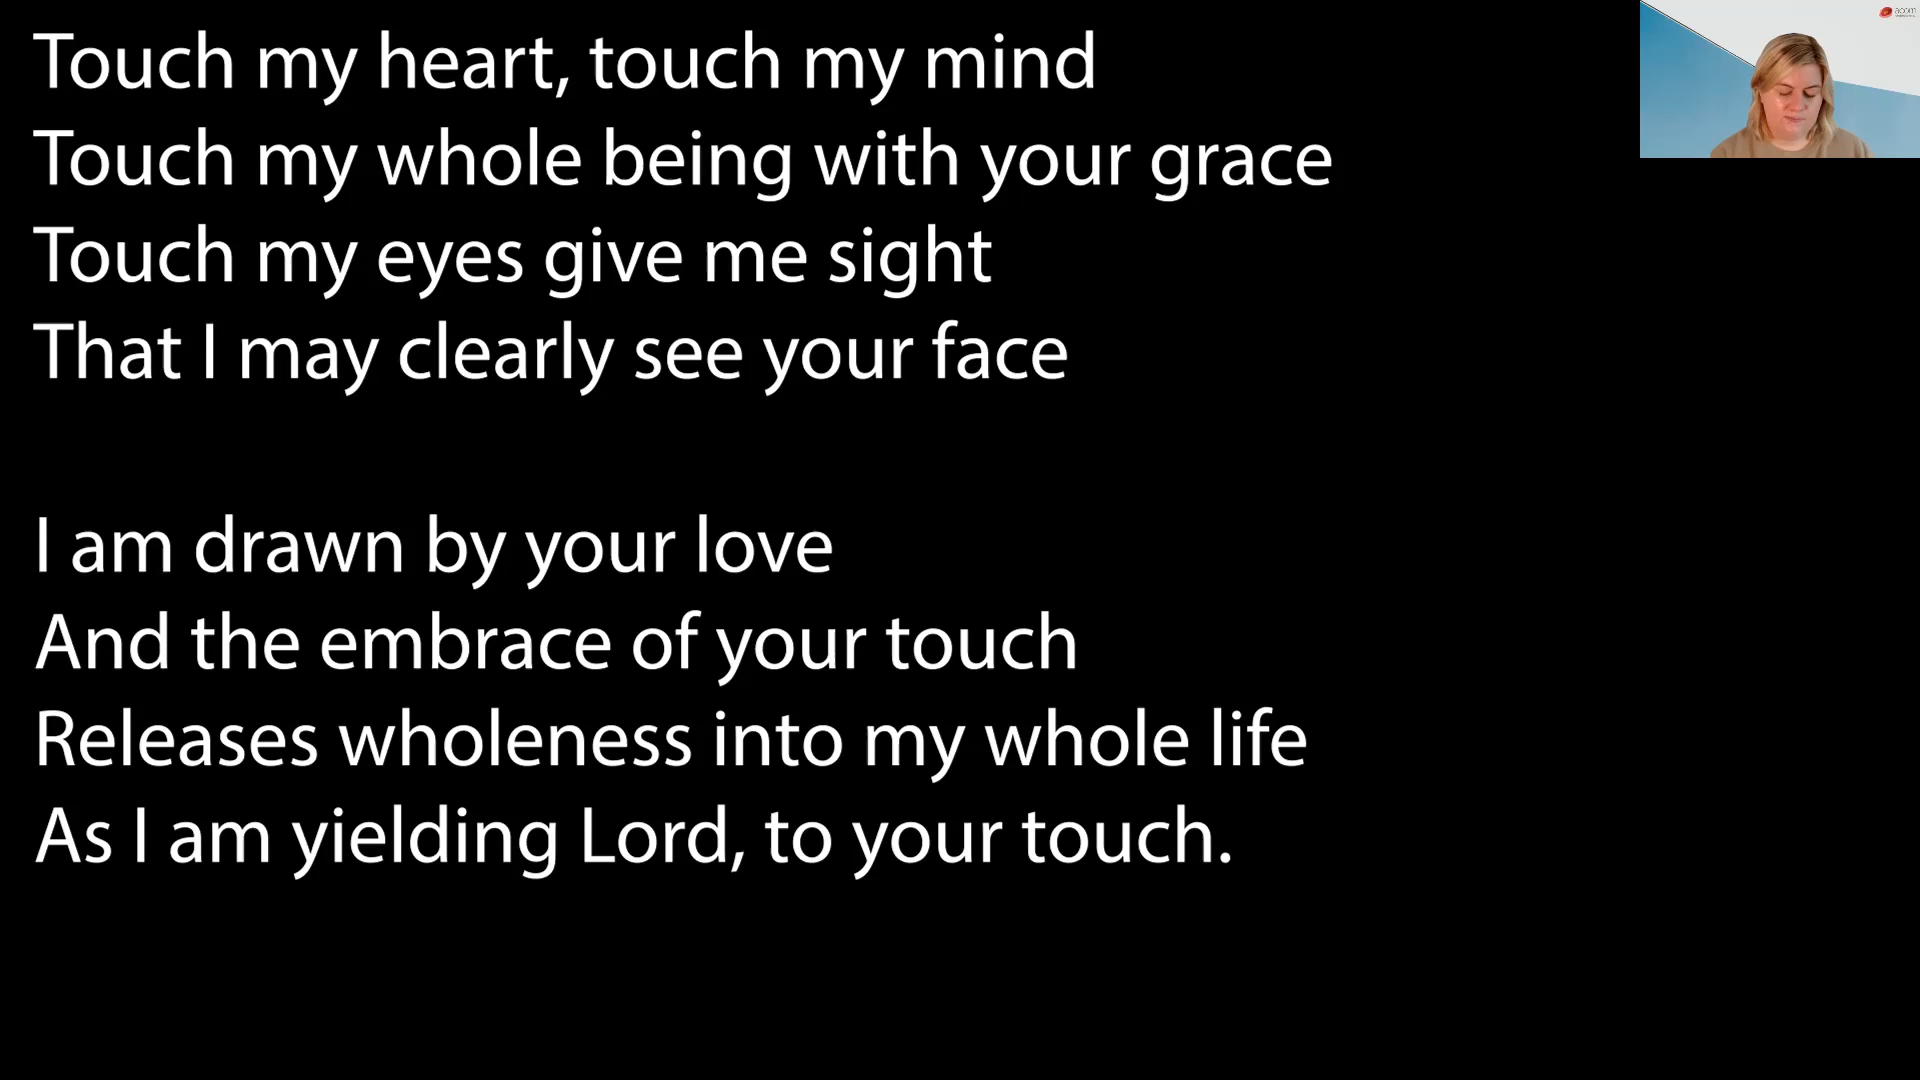 Touch my heart, touch my mind
Touch my whole being with your grace
Touch my eyes give me sight
That I may clearly see your face
I am drawn by your love
And the embrace of your touch
Releases wholeness into my whole life
As I am yielding Lord, to your touch.
acom